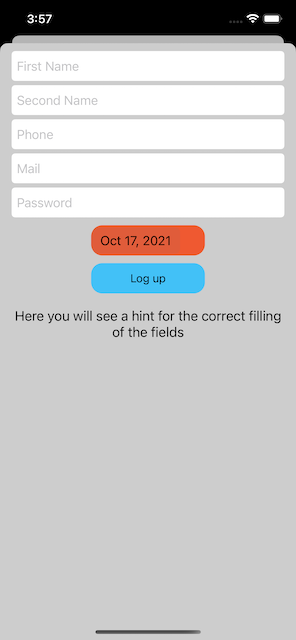 3:57
First Name
Second Name
Phone
Mail
Password
Oct 17, 2021
Log up
Here you will see a hint for the correct filling
of the fields